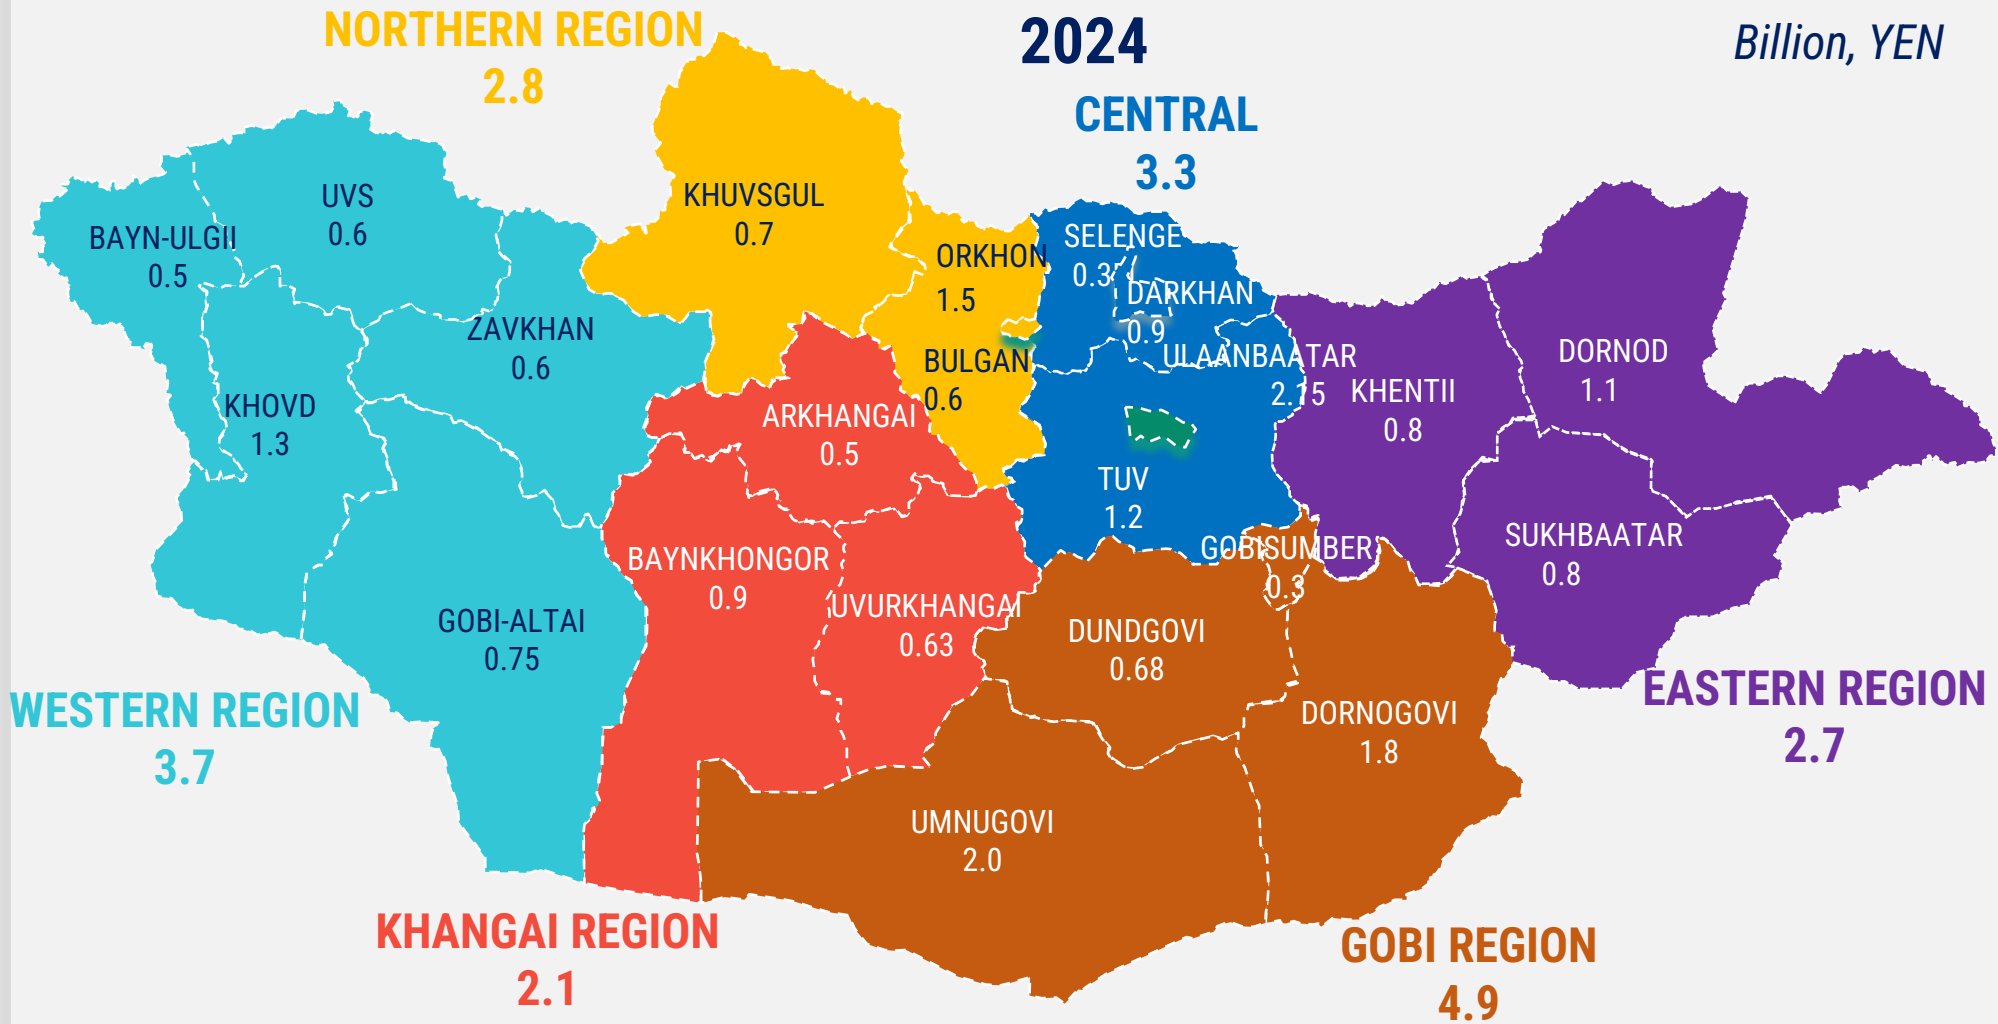 NORTHERN REGION
2.8
2024
Billion, YEN
CENTRAL
3.3
UVS
0.6
BAYN-ULGII
0.5
KHUVSGUL
0.7
ORKHON
1.5
SELENGE
DARKHAN
0.9
ZAVKHAN
0.6
BULGAN
0.6
ULAANBAATAR
2.15
KHENTII
0.8
DORNOD
1.1
KHOVD
1.3
ARKHANGAI
0.5
TUV
1.2
SUKHBAATAR
0.8
GOBISUMBER
0.3
BAYNKHONGOR
0.9
UVURKHANGAI
0.63
GOBI-ALTAI
0.75
DUNDGOVI
0.68
DORNOGOVI
1.8
WESTERN REGION
3.7
EASTERN REGION
2.7
UMNUGOVI
2.0
KHANGAI REGION
2.1
GOBI REGION
4.9